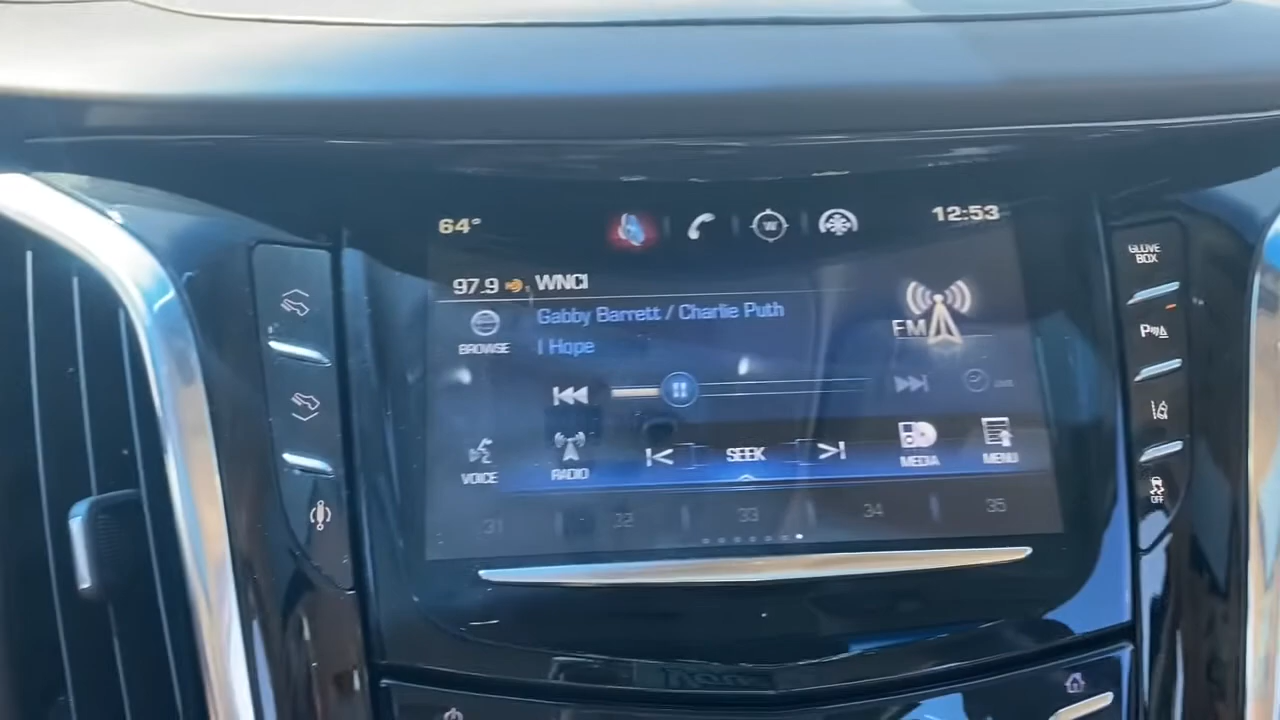 64° W 12:53
97.9 WNCI
Gabby Barrett / Charlie Puth
FM
BROWSE
I Hope
VOICE RADIO SEEK MEDIA MENU
31 32 33 34 35
GLOVE
BOX
P
OFF